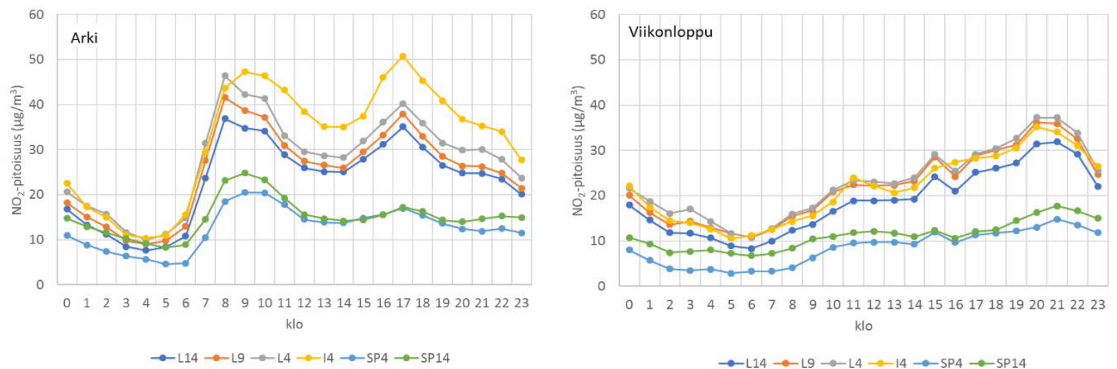 Arki
NO₂-pitoisuus (µg/m³)
60
50
40
30
20
10
0
0 1 2 3 4 5 6 7 8 9 10 11 12 13 14 15 16 17 18 19 20 21 22 23
klo
L14 L9 L4 I4 SP4 SP14
Viikonloppu
NO₂-pitoisuus (µg/m³)
60
50
40
30
20
10
0
0 1 2 3 4 5 6 7 8 9 10 11 12 13 14 15 16 17 18 19 20 21 22 23
klo
L14 L9 L4 I4 SP4 SP14